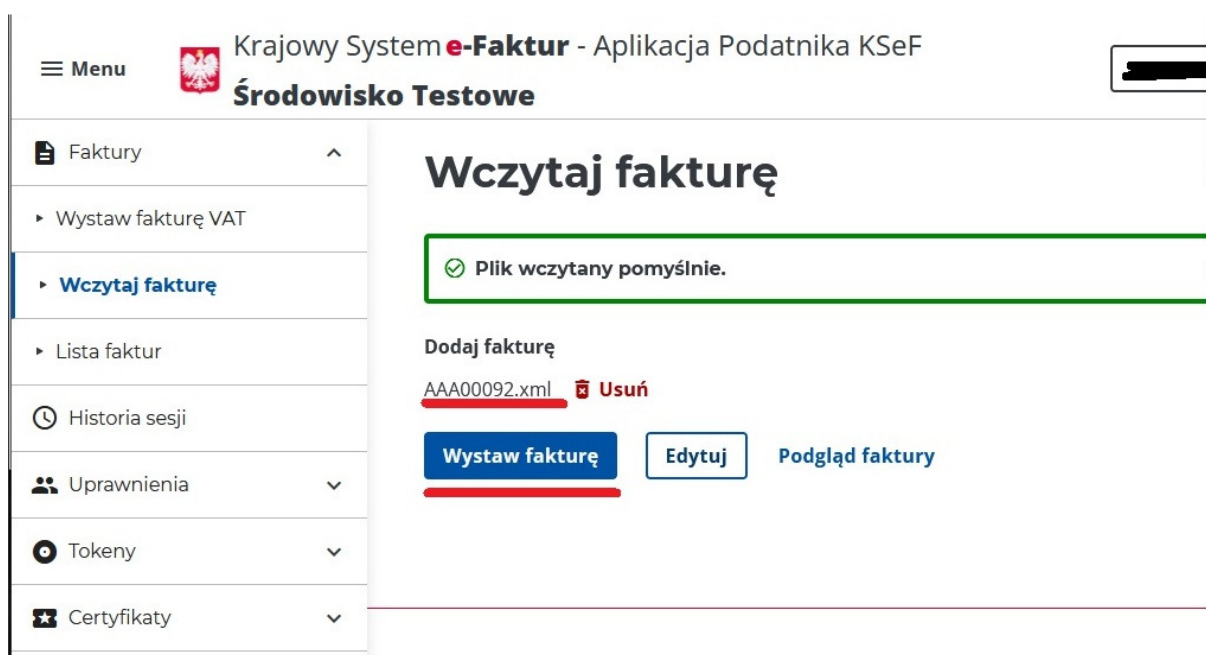 Menu
Krajowy System e-Faktur - Aplikacja Podatnika KSeF
Środowisko Testowe
Faktury
Wystaw fakturę VAT
Wczytaj fakturę
Lista faktur
Historia sesji
Uprawnienia
Tokeny
Certyfikaty
Wczytaj fakturę
Plik wczytany pomyślnie.
Dodaj fakturę
AAA00092.xml Usuń
Wystaw fakturę Edytuj Podgląd faktury